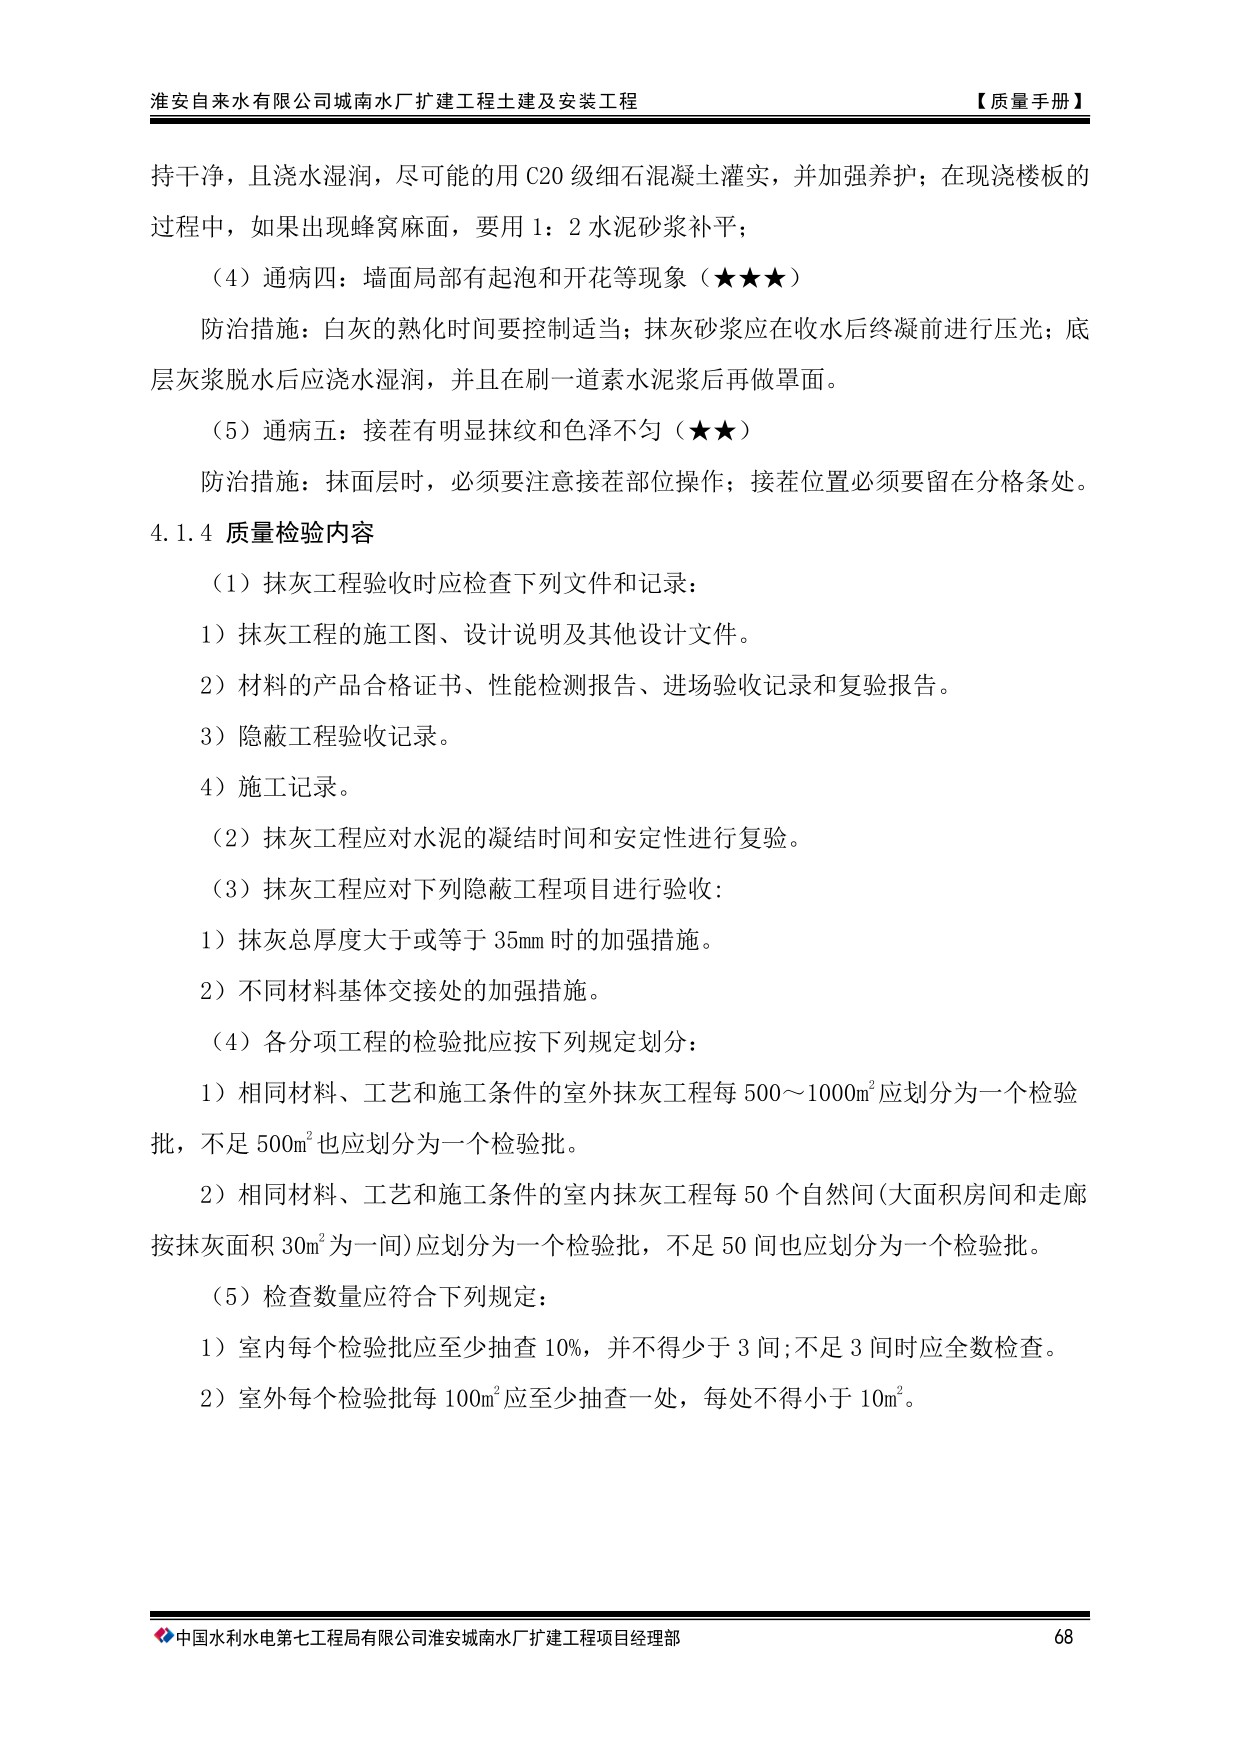 淮安自来水有限公司城南水厂扩建工程土建及安装工程 【质量手册】
持干净，且浇水湿润，尽可能的用 C20 级细石混凝土灌实，并加强养护；在现浇楼板的
过程中，如果出现蜂窝麻面，要用 1：2 水泥砂浆补平；
（4）通病四：墙面局部有起泡和开花等现象（★★★）
防治措施：白灰的熟化时间要控制适当；抹灰砂浆应在收水后终凝前进行压光；底
层灰浆脱水后应浇水湿润，并且在刷一道素水泥浆后再做罩面。
（5）通病五：接茬有明显抹纹和色泽不匀（★★）
防治措施：抹面层时，必须要注意接茬部位操作；接茬位置必须要留在分格条处。
4.1.4 质量检验内容
（1）抹灰工程验收时应检查下列文件和记录：
1）抹灰工程的施工图、设计说明及其他设计文件。
2）材料的产品合格证书、性能检测报告、进场验收记录和复验报告。
3）隐蔽工程验收记录。
4）施工记录。
（2）抹灰工程应对水泥的凝结时间和安定性进行复验。
（3）抹灰工程应对下列隐蔽工程项目进行验收:
1）抹灰总厚度大于或等于 35mm 时的加强措施。
2）不同材料基体交接处的加强措施。
（4）各分项工程的检验批应按下列规定划分：
1）相同材料、工艺和施工条件的室外抹灰工程每 500～1000m²应划分为一个检验
批，不足 500m²也应划分为一个检验批。
2）相同材料、工艺和施工条件的室内抹灰工程每 50 个自然间(大面积房间和走廊
按抹灰面积 30m²为一间)应划分为一个检验批，不足 50 间也应划分为一个检验批。
（5）检查数量应符合下列规定：
1）室内每个检验批应至少抽查 10%，并不得少于 3 间;不足 3 间时应全数检查。
2）室外每个检验批每 100m²应至少抽查一处，每处不得小于 10m²。
中国水利水电第七工程局有限公司淮安城南水厂扩建工程项目经理部 68